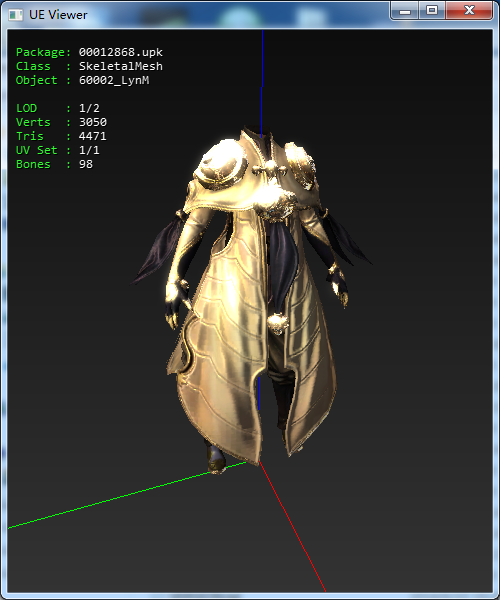 UE Viewer
Package: 00012868.upk
Class : SkeletalMesh
Object : 60002_LynM
LOD : 1/2
Verts : 3050
Tris : 4471
UV Set : 1/1
Bones : 98